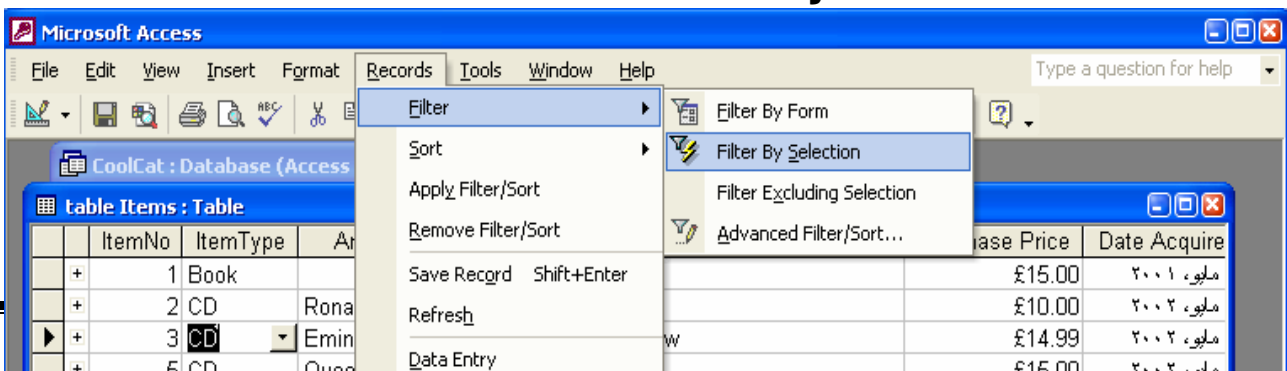 Microsoft Access
File Edit View Insert Format Records Tools Window Help Type a question for help
Filter
Filter By Form
Sort
Filter By Selection
CoolCat : Database (Access
Apply Filter/Sort
Filter Excluding Selection
table Items : Table
Remove Filter/Sort
Advanced Filter/Sort...
ItemNo ItemType Price Date Acquire
Save Record Shift+Enter
1 Book £15.00 مايو، ٢٠٠١
2 CD Rona £10.00 مايو، ٢٠٠٢
Refresh
3 CD Emin w £14.99 مايو، ٢٠٠٢
Data Entry
CD £15.00